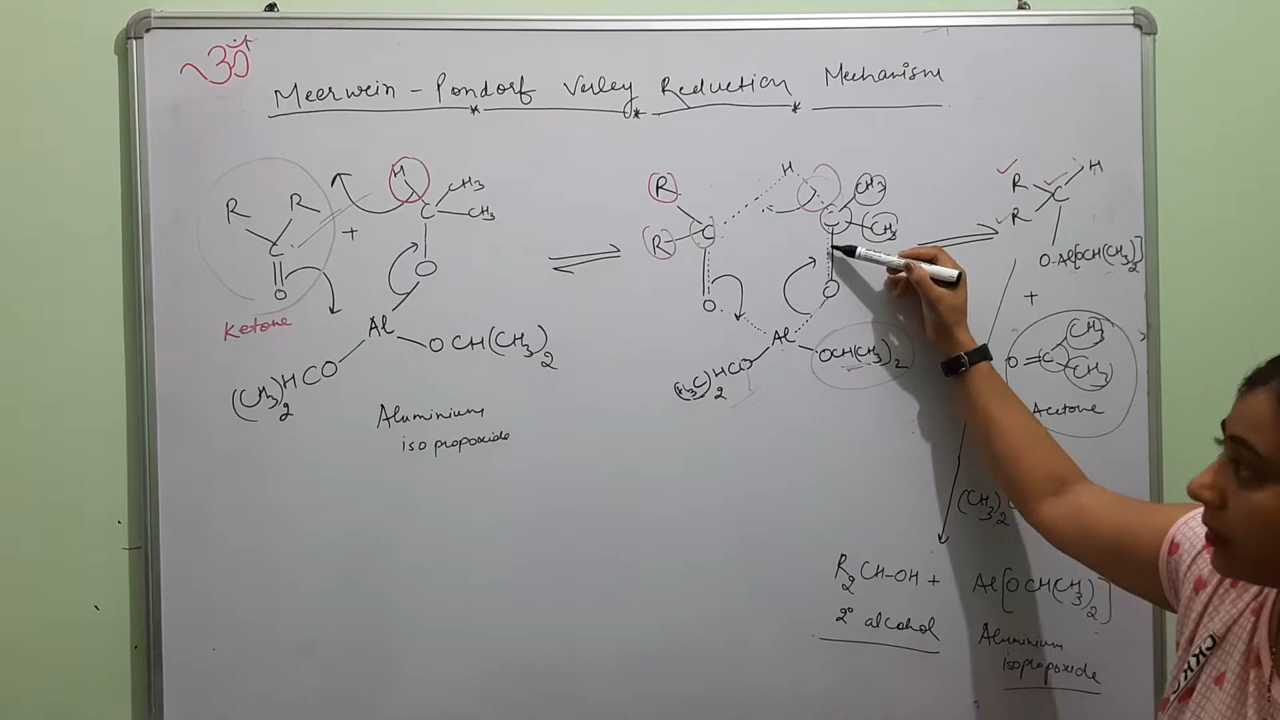 ॐ
Meerwein - Pondorf Verley Reduction Mechanism
R R
C
O
Ketone
+
H
C CH3
CH3
O
Al
OCH(CH3)2
(CH3)2HCO
Aluminium
isopropoxide
⇌
R
R C
O
H
C CH3
CH3
O
Al
OCH(CH3)2
(H3C)2HCO
⇌
R C H
R
O-Al[OCH(CH3)2]
+
O=C CH3
CH3
Acetone
(CH3)2
R2CH-OH + Al[OCH(CH3)2]
2° alcohol
Aluminium
isopropoxide